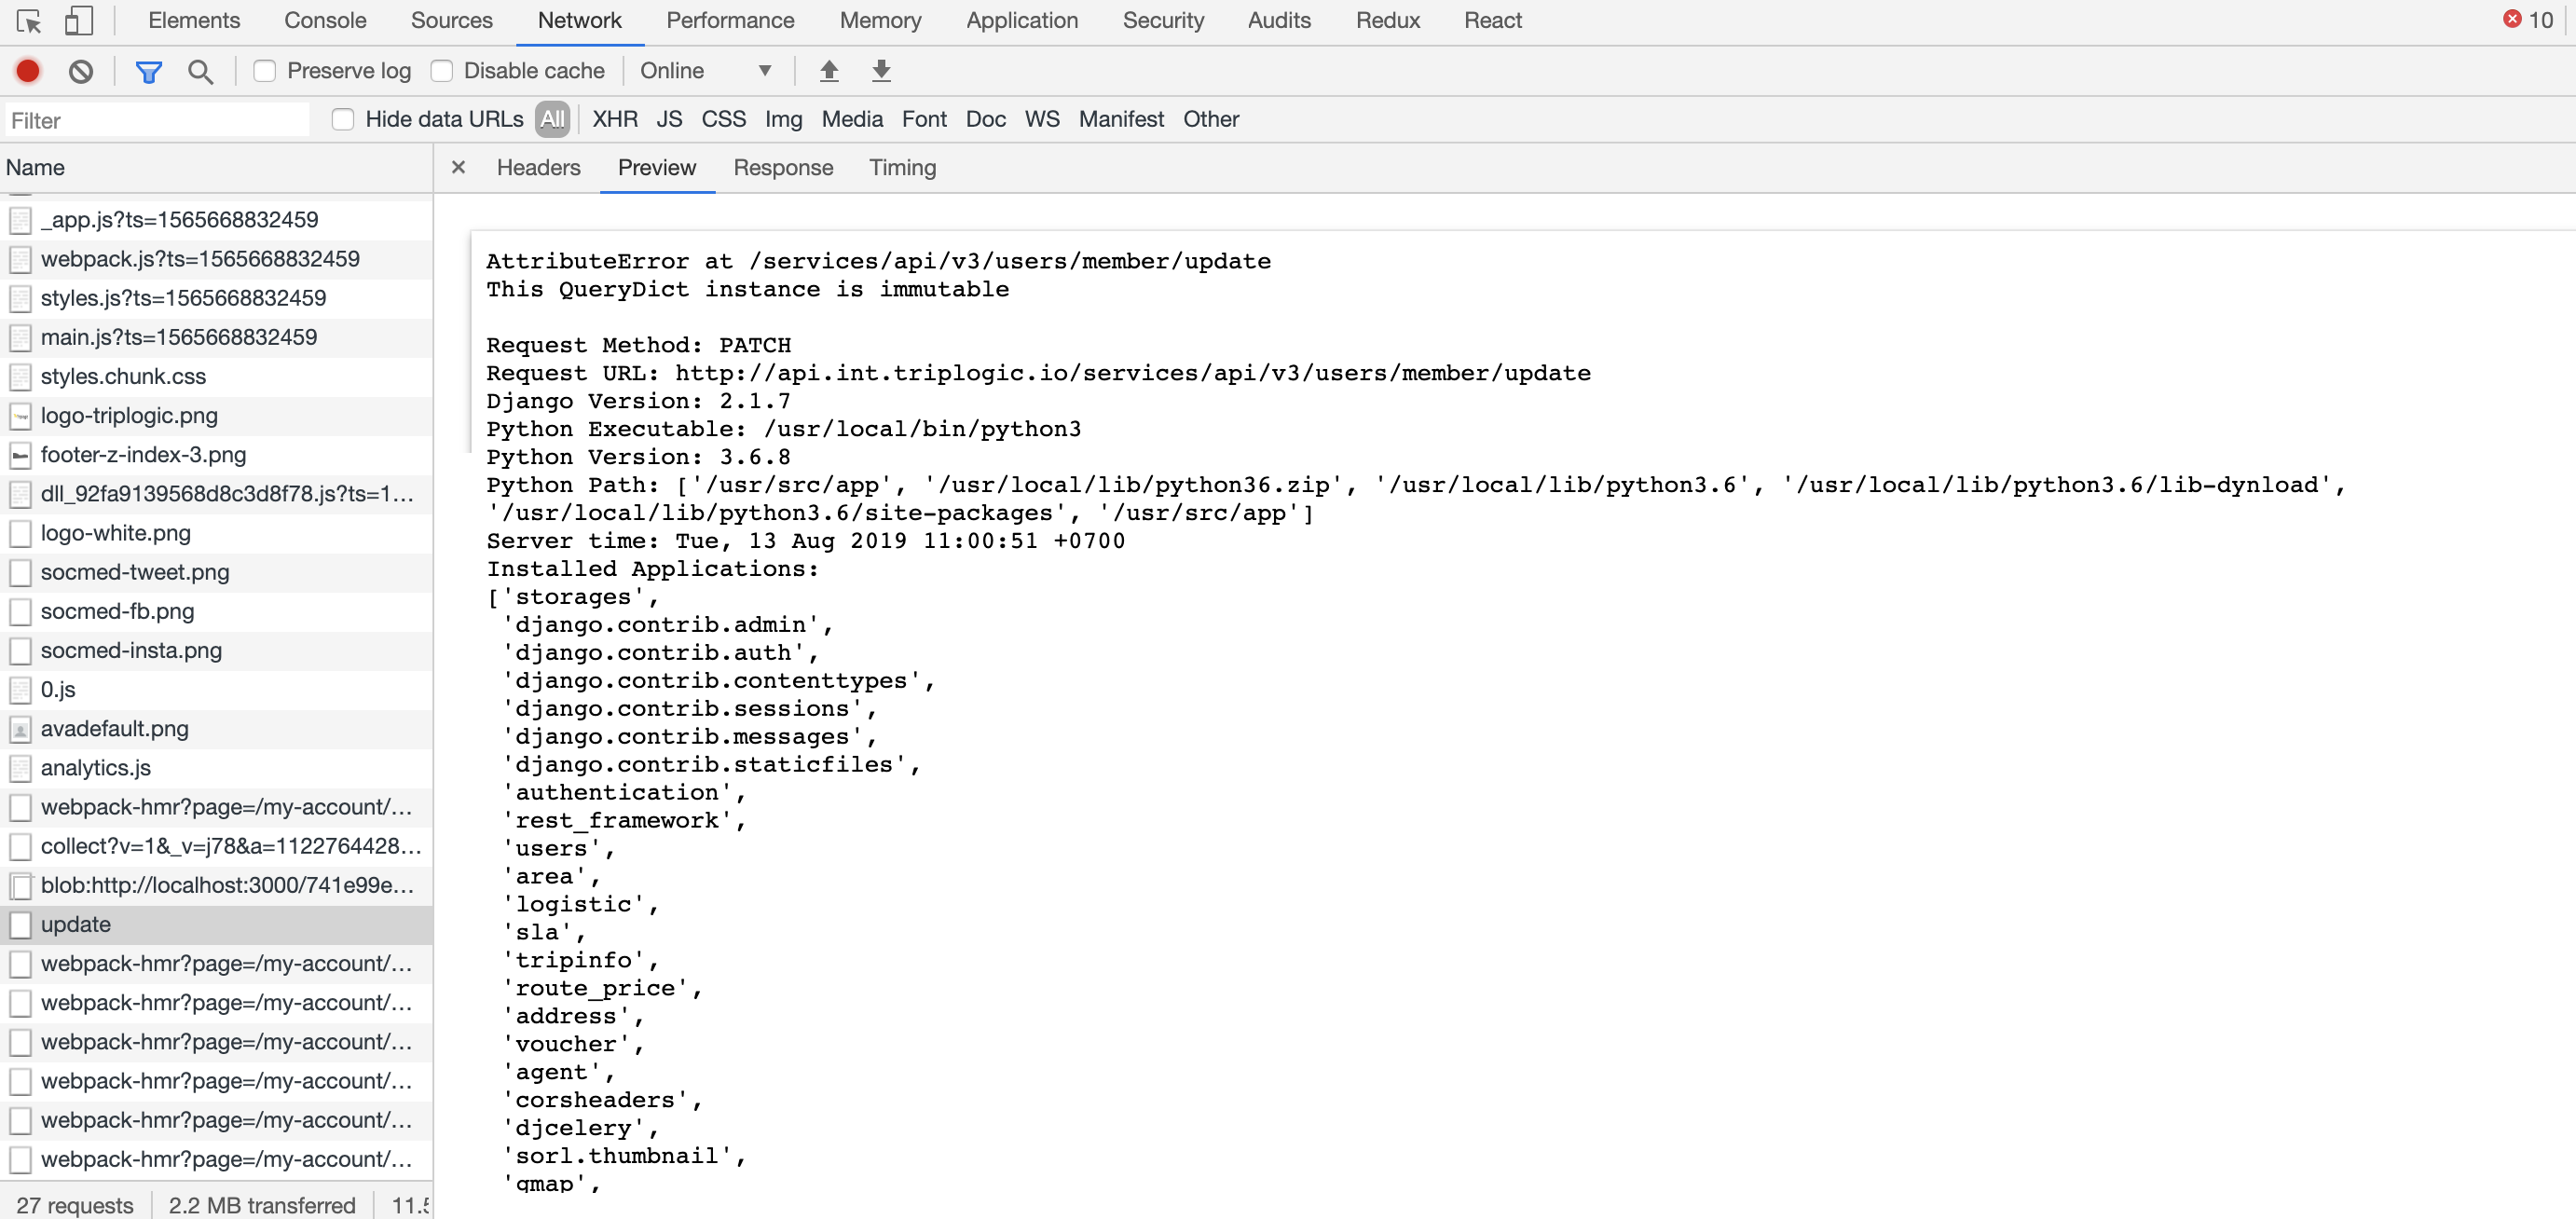 Elements Console Sources Network Performance Memory Application Security Audits Redux React 10
Preserve log Disable cache Online
Filter Hide data URLs All XHR JS CSS Img Media Font Doc WS Manifest Other
Name
Headers Preview Response Timing
_app.js?ts=1565668832459
webpack.js?ts=1565668832459
styles.js?ts=1565668832459
main.js?ts=1565668832459
styles.chunk.css
logo-triplogic.png
footer-z-index-3.png
dll_92fa9139568d8c3d8f78.js?ts=1...
logo-white.png
socmed-tweet.png
socmed-fb.png
socmed-insta.png
0.js
avadefault.png
analytics.js
webpack-hmr?page=/my-account/...
collect?v=1&_v=j78&a=1122764428...
blob:http://localhost:3000/741e99e...
update
webpack-hmr?page=/my-account/...
webpack-hmr?page=/my-account/...
webpack-hmr?page=/my-account/...
webpack-hmr?page=/my-account/...
webpack-hmr?page=/my-account/...
webpack-hmr?page=/my-account/...
27 requests 2.2 MB transferred
AttributeError at /services/api/v3/users/member/update
This QueryDict instance is immutable
Request Method: PATCH
Request URL: http://api.int.triplogic.io/services/api/v3/users/member/update
Django Version: 2.1.7
Python Executable: /usr/local/bin/python3
Python Version: 3.6.8
Python Path: ['/usr/src/app', '/usr/local/lib/python36.zip', '/usr/local/lib/python3.6', '/usr/local/lib/python3.6/lib-dynload',
'/usr/local/lib/python3.6/site-packages', '/usr/src/app']
Server time: Tue, 13 Aug 2019 11:00:51 +0700
Installed Applications:
['storages',
'django.contrib.admin',
'django.contrib.auth',
'django.contrib.contenttypes',
'django.contrib.sessions',
'django.contrib.messages',
'django.contrib.staticfiles',
'authentication',
'rest_framework',
'users',
'area',
'logistic',
'sla',
'tripinfo',
'route_price',
'address',
'voucher',
'agent',
'corsheaders',
'djcelery',
'sorl.thumbnail',
'gmap',